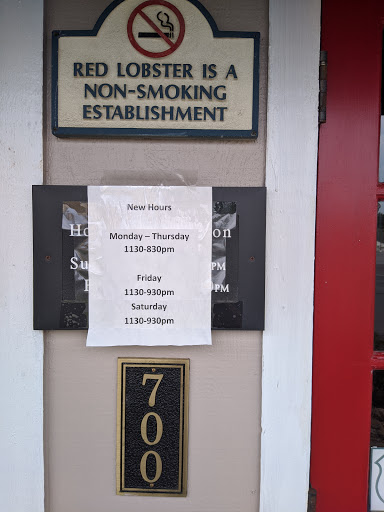 RED LOBSTER IS A
NON-SMOKING
ESTABLISHMENT
New Hours
Monday – Thursday
1130-830pm
Friday
1130-930pm
Saturday
1130-930pm
700